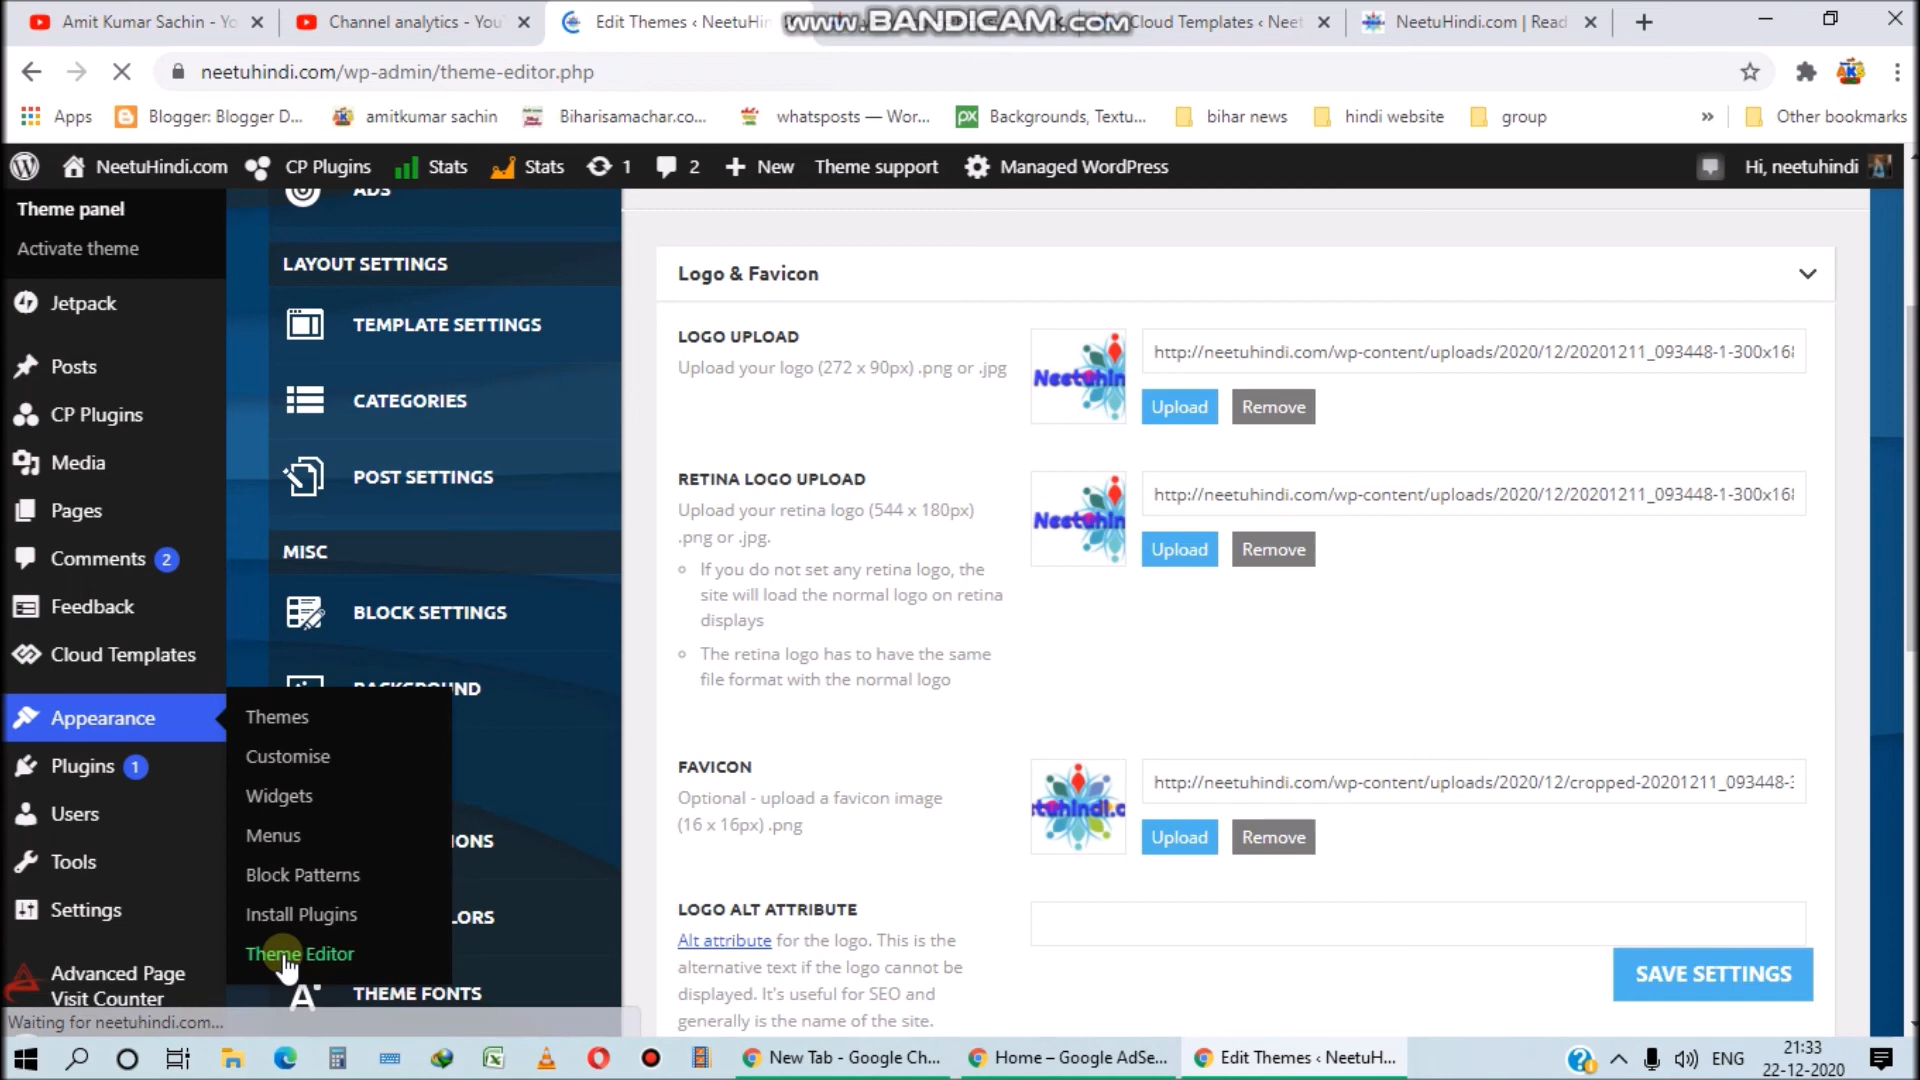 Amit Kumar Sachin - Yo
Channel analytics - You
Edit Themes ‹ NeetuHin
www.BANDICAM.com
Cloud Templates ‹ Neet
NeetuHindi.com | Read
neetuhindi.com/wp-admin/theme-editor.php
Apps
Blogger: Blogger D...
amitkumar sachin
Biharisamachar.co...
whatsposts — Wor...
Backgrounds, Textu...
bihar news
hindi website
group
»
Other bookmarks
NeetuHindi.com
CP Plugins
Stats
Stats
1
2
New
Theme support
Managed WordPress
Hi, neetuhindi
Theme panel
Activate theme
Jetpack
Posts
CP Plugins
Media
Pages
Comments 2
Feedback
Cloud Templates
Appearance
Plugins 1
Users
Tools
Settings
Advanced Page
Visit Counter
Themes
Customise
Widgets
Menus
Block Patterns
Install Plugins
Theme Editor
ADS
LAYOUT SETTINGS
TEMPLATE SETTINGS
CATEGORIES
POST SETTINGS
MISC
BLOCK SETTINGS
BACKGROUND
IONS
LORS
THEME FONTS
Logo & Favicon
LOGO UPLOAD
Upload your logo (272 x 90px) .png or .jpg
http://neetuhindi.com/wp-content/uploads/2020/12/20201211_093448-1-300x168
Upload
Remove
RETINA LOGO UPLOAD
Upload your retina logo (544 x 180px)
.png or .jpg.
If you do not set any retina logo, the
site will load the normal logo on retina
displays
The retina logo has to have the same
file format with the normal logo
http://neetuhindi.com/wp-content/uploads/2020/12/20201211_093448-1-300x168
Upload
Remove
FAVICON
Optional - upload a favicon image
(16 x 16px) .png
http://neetuhindi.com/wp-content/uploads/2020/12/cropped-20201211_093448-
Upload
Remove
LOGO ALT ATTRIBUTE
Alt attribute for the logo. This is the
alternative text if the logo cannot be
displayed. It's useful for SEO and
generally is the name of the site.
SAVE SETTINGS
Waiting for neetuhindi.com...
New Tab - Google Ch...
Home – Google AdSe...
Edit Themes ‹ NeetuH...
ENG
21:33
22-12-2020